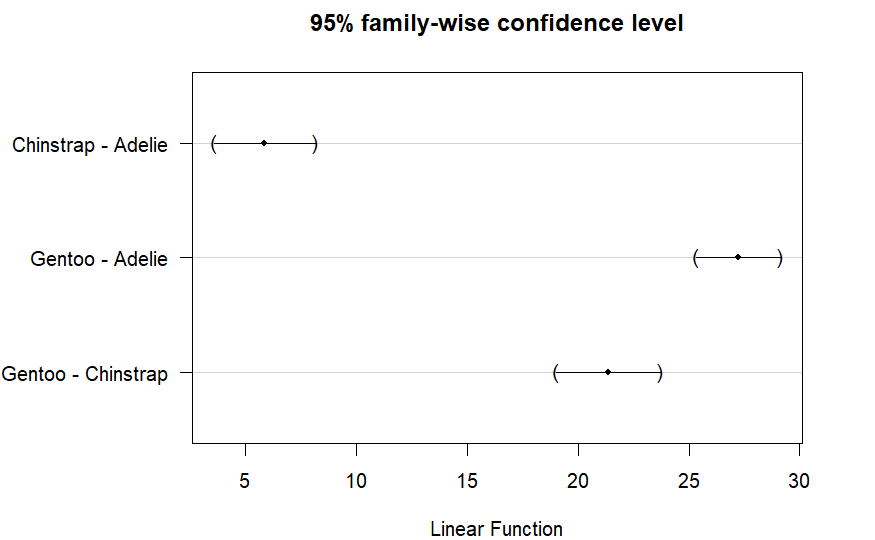 95% family-wise confidence level
Chinstrap - Adelie
Gentoo - Adelie
Gentoo - Chinstrap
5 10 15 20 25 30
Linear Function